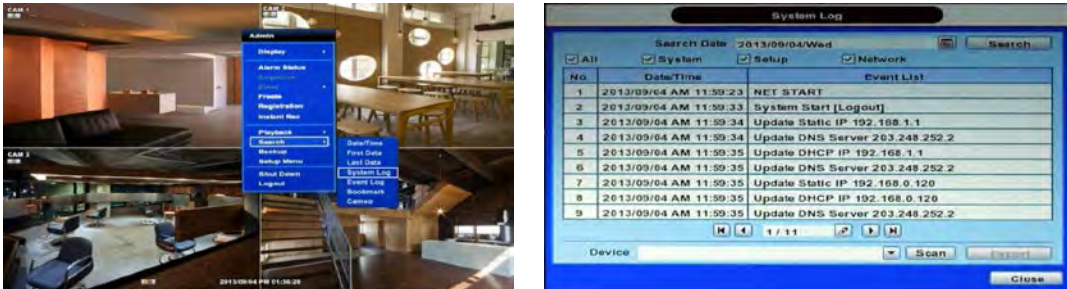 CAM 1
CAM 2
Admin
Display
Alarm Status
Freeze
Registration
Instant Rec
Playback
Search
Backup
Setup Menu
Shut Down
Logout
Date/Time
First Data
Last Data
System Log
Event Log
Bookmark
Canvas
CAM 3
2013/09/04 PM 01:38:29
System Log
Search Date 2013/09/04/Wed Search
All System Setup Network
No. Date/Time Event List
1 2013/09/04 AM 11:59:23 NET START
2 2013/09/04 AM 11:59:33 System Start [Logout]
3 2013/09/04 AM 11:59:34 Update Static IP 192.168.1.1
4 2013/09/04 AM 11:59:34 Update DNS Server 203.248.252.2
5 2013/09/04 AM 11:59:35 Update DHCP IP 192.168.1.1
6 2013/09/04 AM 11:59:35 Update DNS Server 203.248.252.2
7 2013/09/04 AM 11:59:35 Update Static IP 192.168.0.120
8 2013/09/04 AM 11:59:35 Update DHCP IP 192.168.0.120
9 2013/09/04 AM 11:59:35 Update DNS Server 203.248.252.2
1 / 11
Device Scan Export
Close